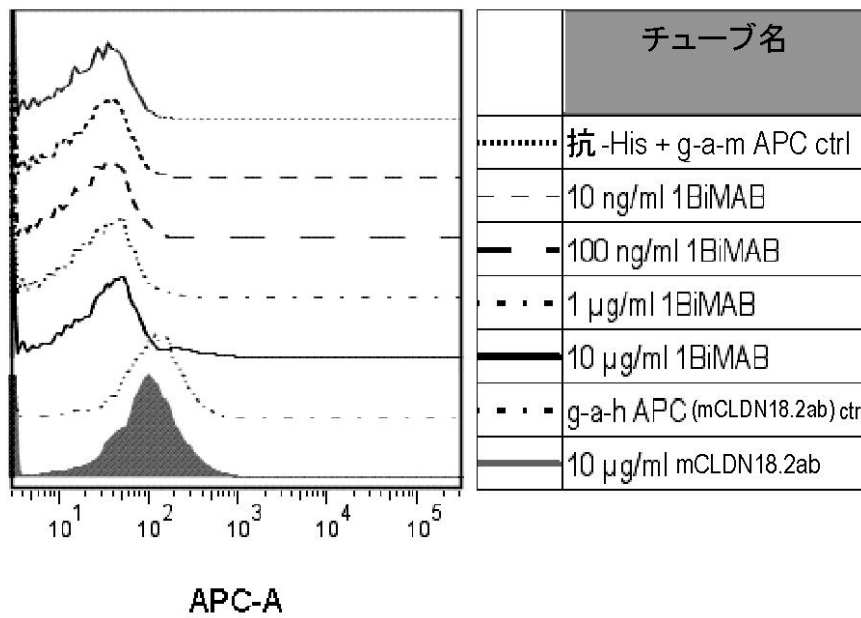 チューブ名
抗-His + g-a-m APC ctrl
10 ng/ml 1BiMAB
100 ng/ml 1BiMAB
1 µg/ml 1BiMAB
10 µg/ml 1BiMAB
g-a-h APC (mCLDN18.2ab) ctr
10 µg/ml mCLDN18.2ab
10¹ 10² 10³ 10⁴ 10⁵
APC-A